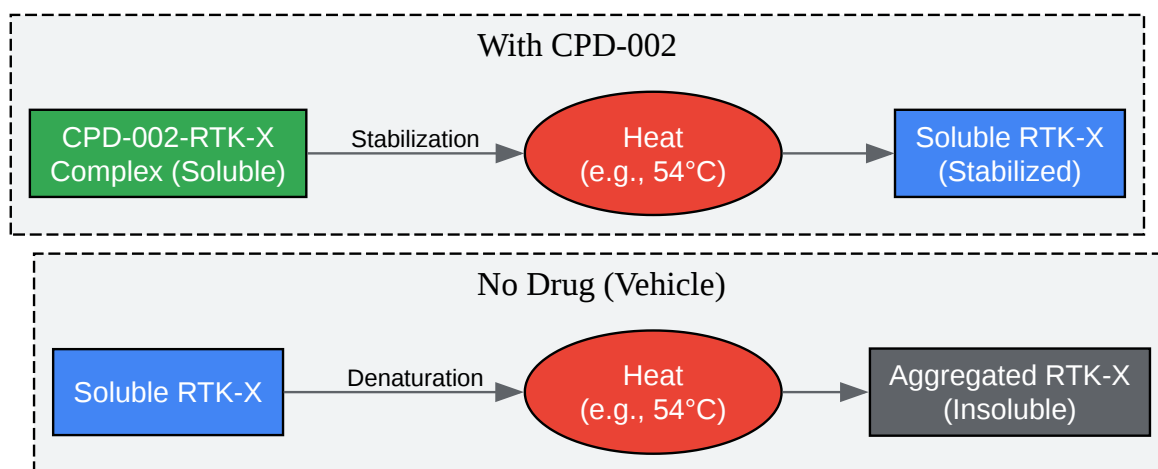 With CPD-002
CPD-002-RTK-X
Complex (Soluble)
Stabilization
Heat
(e.g., 54°C)
Soluble RTK-X
(Stabilized)
No Drug (Vehicle)
Soluble RTK-X
Denaturation
Heat
(e.g., 54°C)
Aggregated RTK-X
(Insoluble)